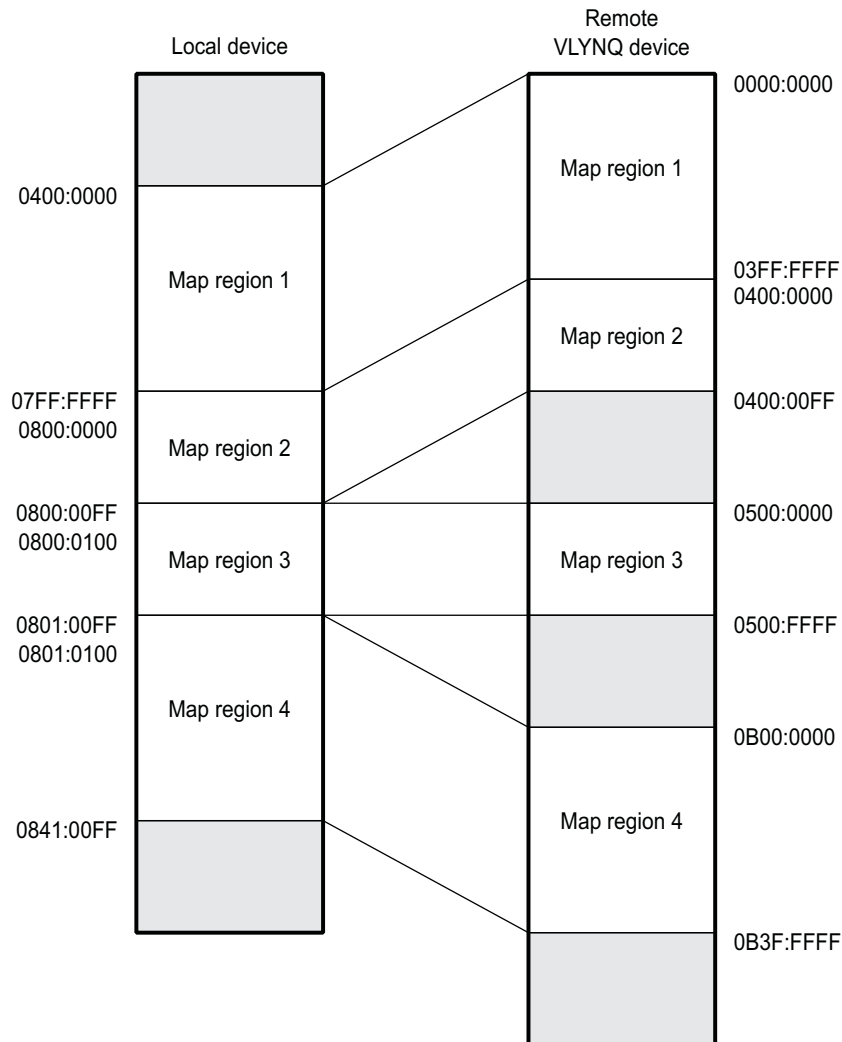 Remote
Local device
VLYNQ device
0000:0000
Map region 1
0400:0000
03FF:FFFF
Map region 1
0400:0000
Map region 2
07FF:FFFF
0400:00FF
0800:0000
Map region 2
0800:00FF
0500:0000
0800:0100
Map region 3
Map region 3
0801:00FF
0500:FFFF
0801:0100
Map region 4
0B00:0000
Map region 4
0841:00FF
0B3F:FFFF